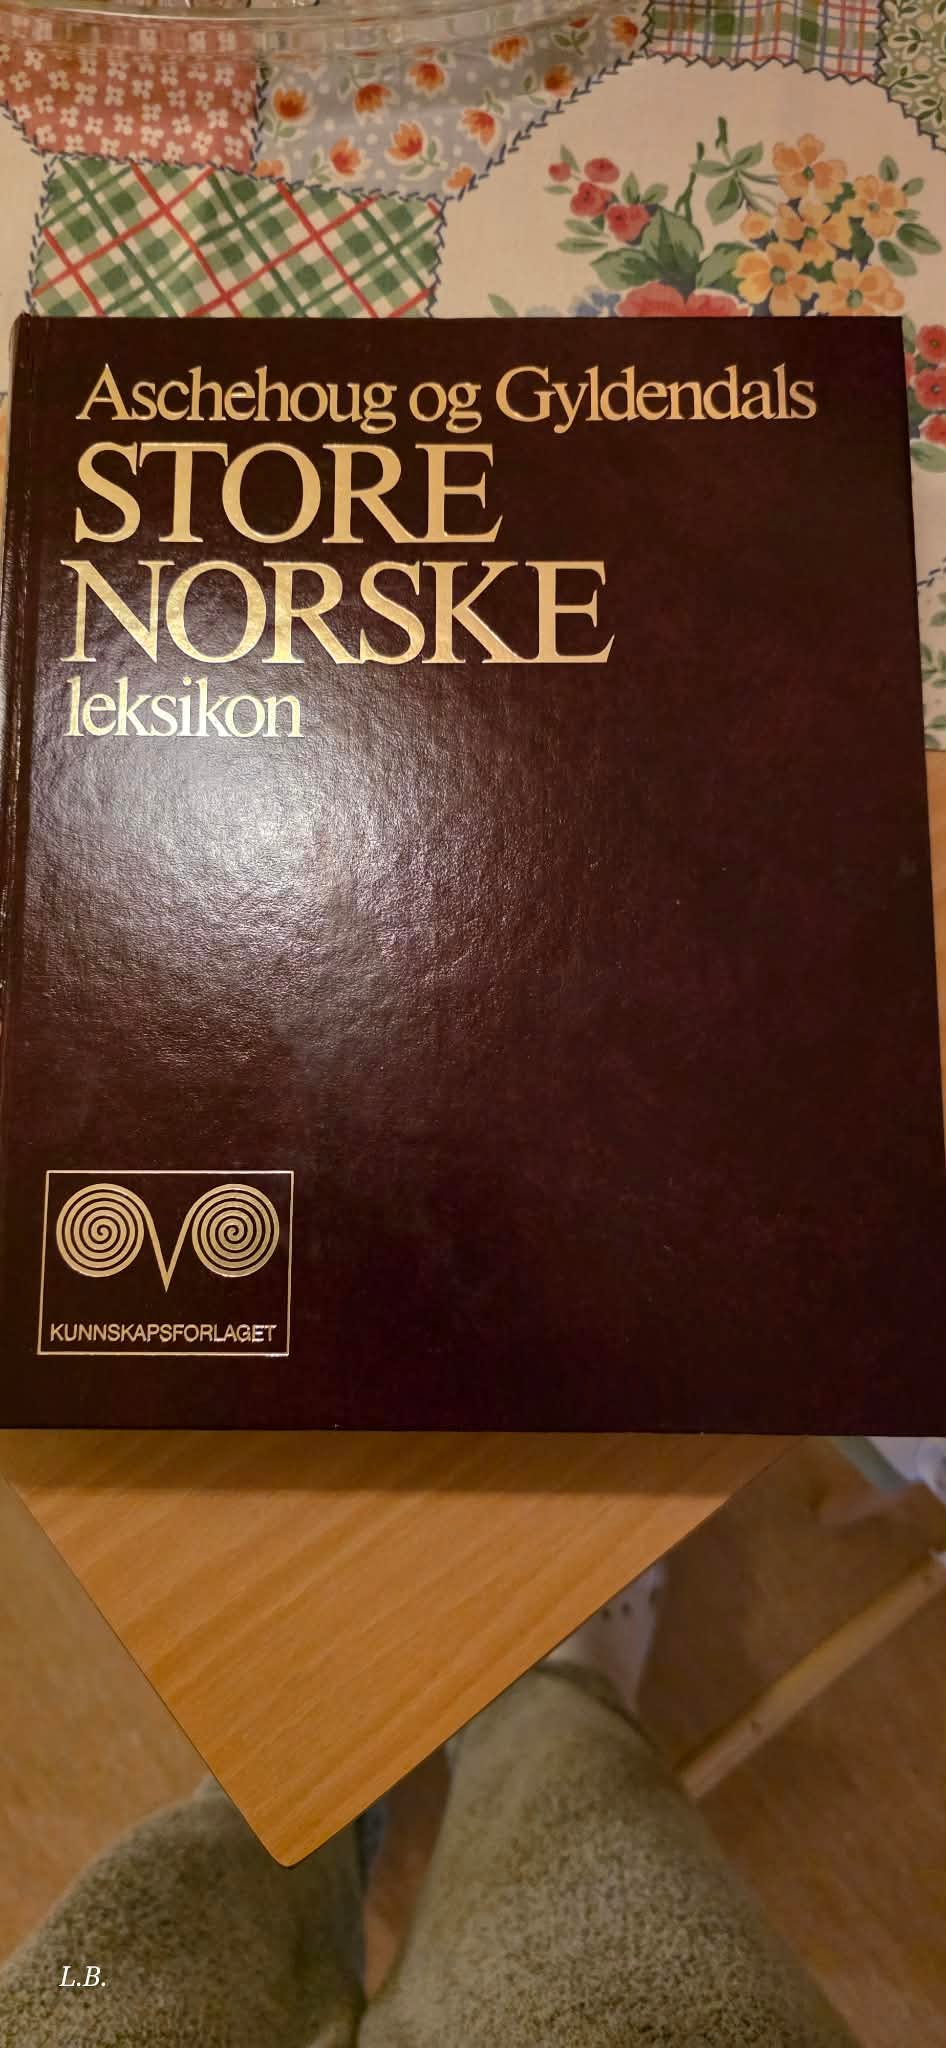 Aschehoug og Gyldendals
STORE
NORSKE
leksikon
KUNNSKAPSFORLAGET
L.B.